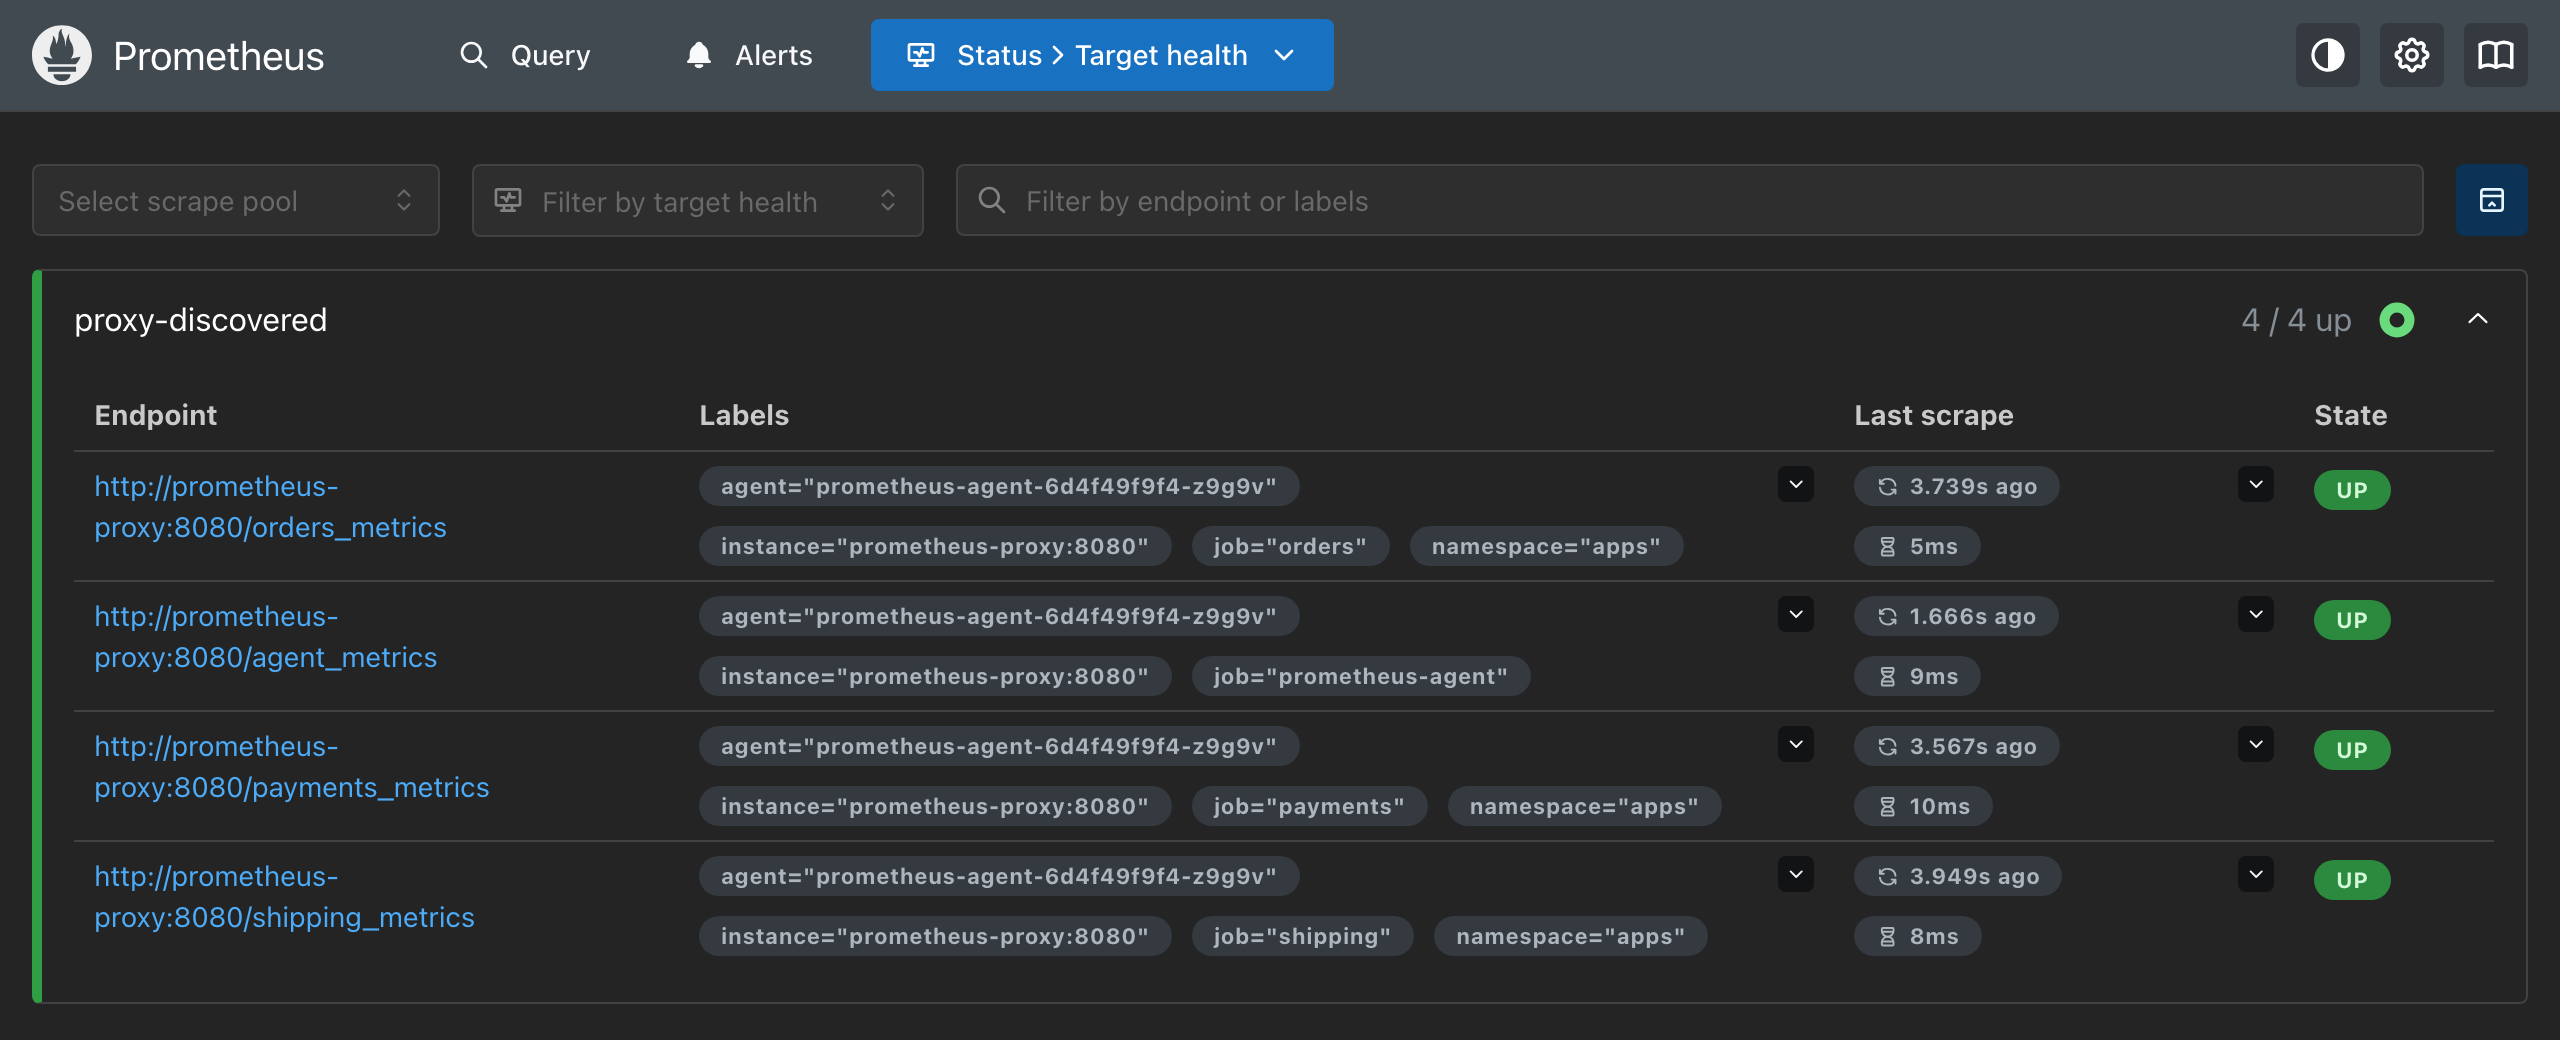 Prometheus
Query
Alerts
Status > Target health
Select scrape pool
Filter by target health
Filter by endpoint or labels
proxy-discovered
4 / 4 up
Endpoint Labels Last scrape State
http://prometheus-
proxy:8080/orders_metrics
agent="prometheus-agent-6d4f49f9f4-z9g9v"
instance="prometheus-proxy:8080" job="orders" namespace="apps"
3.739s ago
5ms
UP
http://prometheus-
proxy:8080/agent_metrics
agent="prometheus-agent-6d4f49f9f4-z9g9v"
instance="prometheus-proxy:8080" job="prometheus-agent"
1.666s ago
9ms
UP
http://prometheus-
proxy:8080/payments_metrics
agent="prometheus-agent-6d4f49f9f4-z9g9v"
instance="prometheus-proxy:8080" job="payments" namespace="apps"
3.567s ago
10ms
UP
http://prometheus-
proxy:8080/shipping_metrics
agent="prometheus-agent-6d4f49f9f4-z9g9v"
instance="prometheus-proxy:8080" job="shipping" namespace="apps"
3.949s ago
8ms
UP